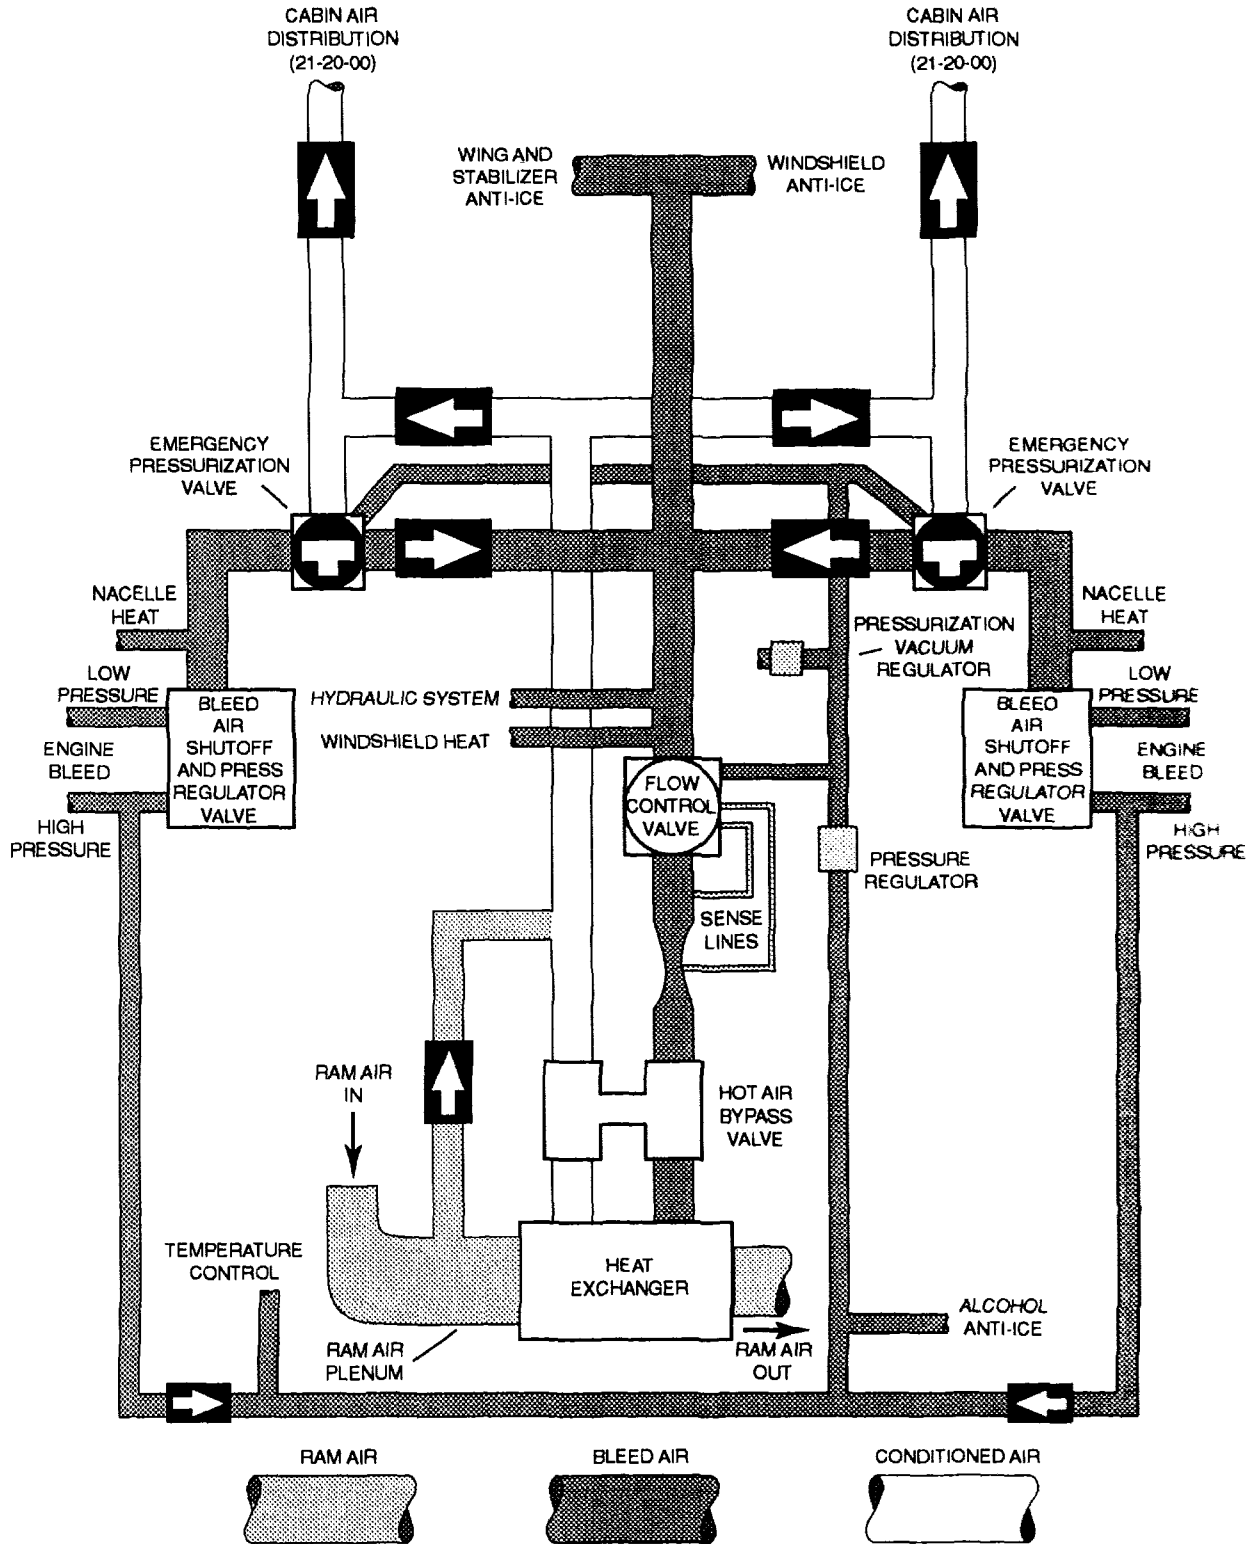 CABIN AIR
DISTRIBUTION
(21-20-00)
CABIN AIR
DISTRIBUTION
(21-20-00)
WING AND
STABILIZER
ANTI-ICE
WINDSHIELD
ANTI-ICE
EMERGENCY
PRESSURIZATION
VALVE
EMERGENCY
PRESSURIZATION
VALVE
NACELLE
HEAT
LOW
PRESSURE
ENGINE
BLEED
HIGH
PRESSURE
BLEED
AIR
SHUTOFF
AND PRESS
REGULATOR
VALVE
HYDRAULIC SYSTEM
WINDSHIELD HEAT
FLOW
CONTROL
VALVE
PRESSURIZATION
VACUUM
REGULATOR
NACELLE
HEAT
LOW
PRESSURE
BLEED
AIR
SHUTOFF
AND PRESS
REGULATOR
VALVE
ENGINE
BLEED
HIGH
PRESSURE
PRESSURE
REGULATOR
SENSE
LINES
RAM AIR
IN
HOT AIR
BYPASS
VALVE
TEMPERATURE
CONTROL
HEAT
EXCHANGER
RAM AIR
PLENUM
RAM AIR
OUT
ALCOHOL
ANTI-ICE
RAM AIR
BLEED AIR
CONDITIONED AIR